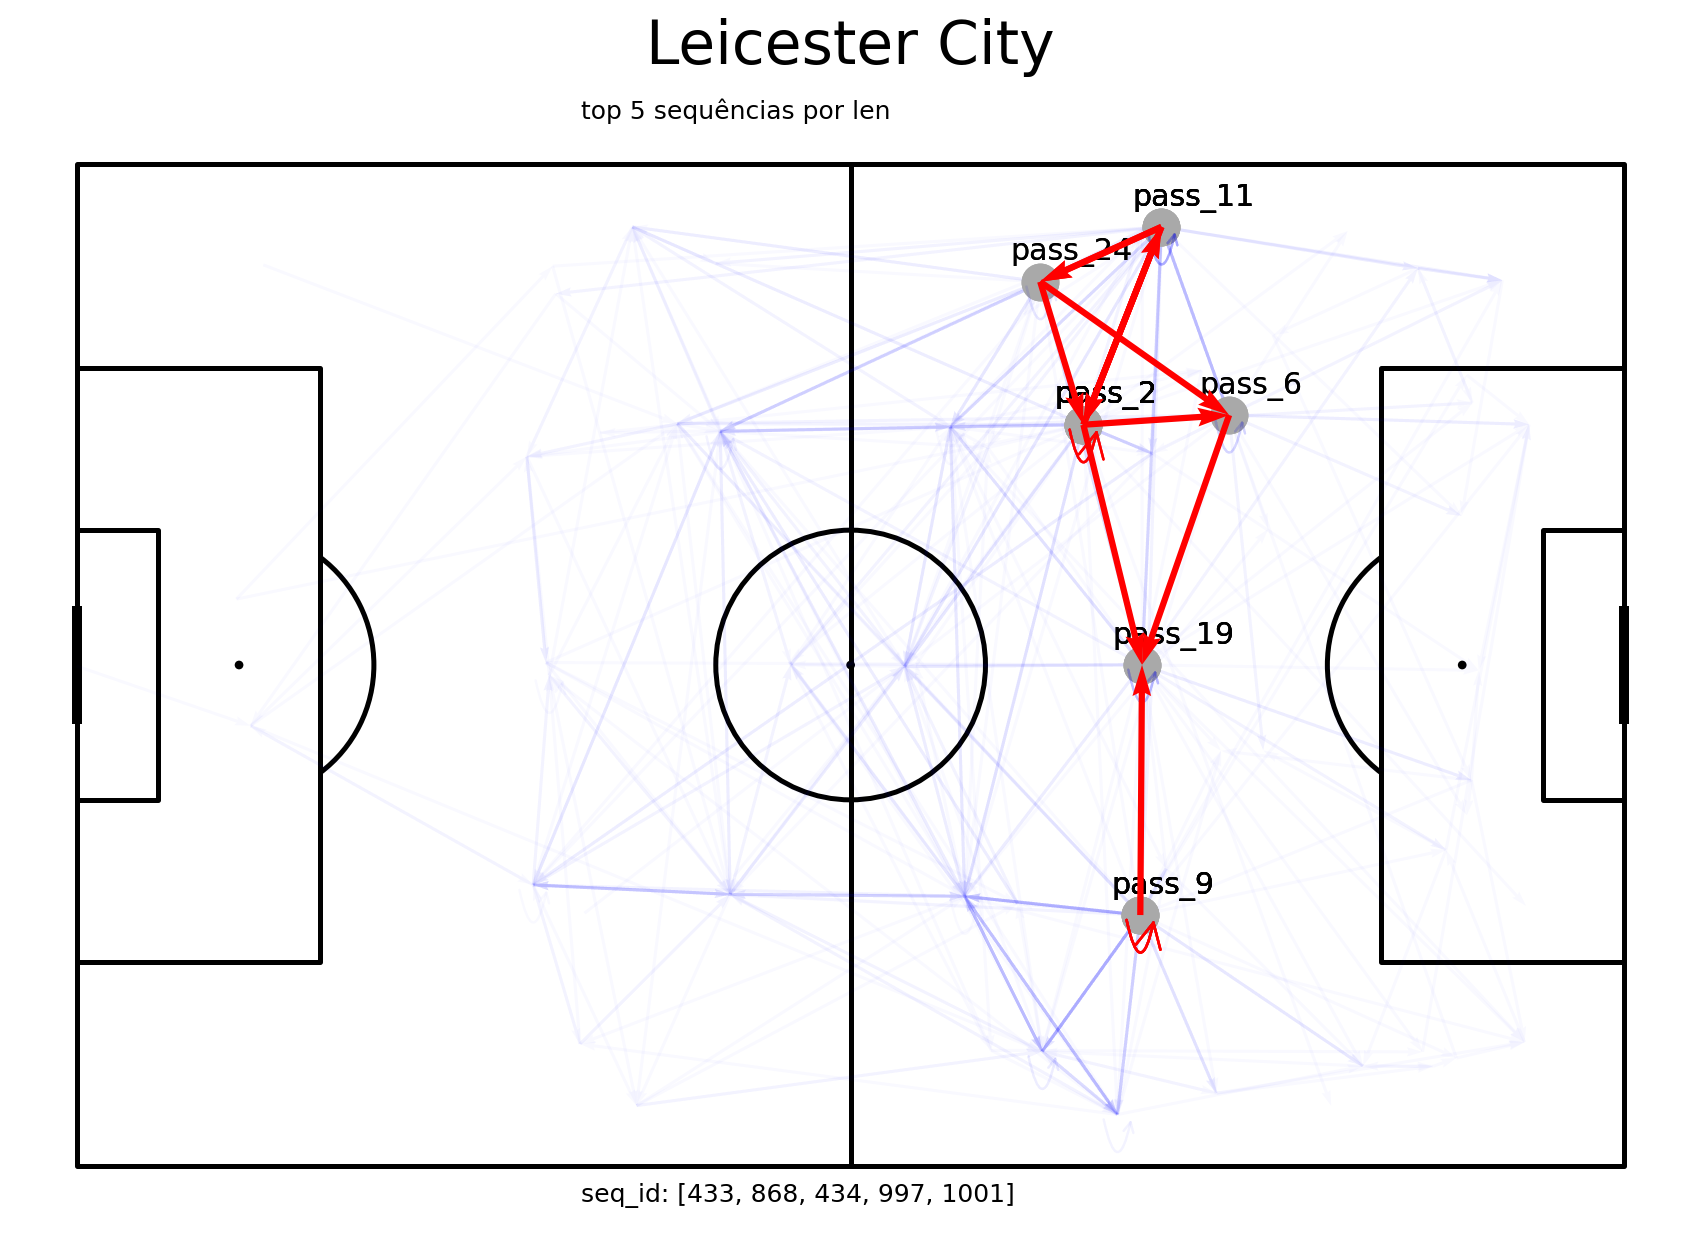 Leicester City
top 5 sequências por len
pass_11
pass_24
pass_6
pass_2
pass_19
pass_9
seq_id: [433, 868, 434, 997, 1001]